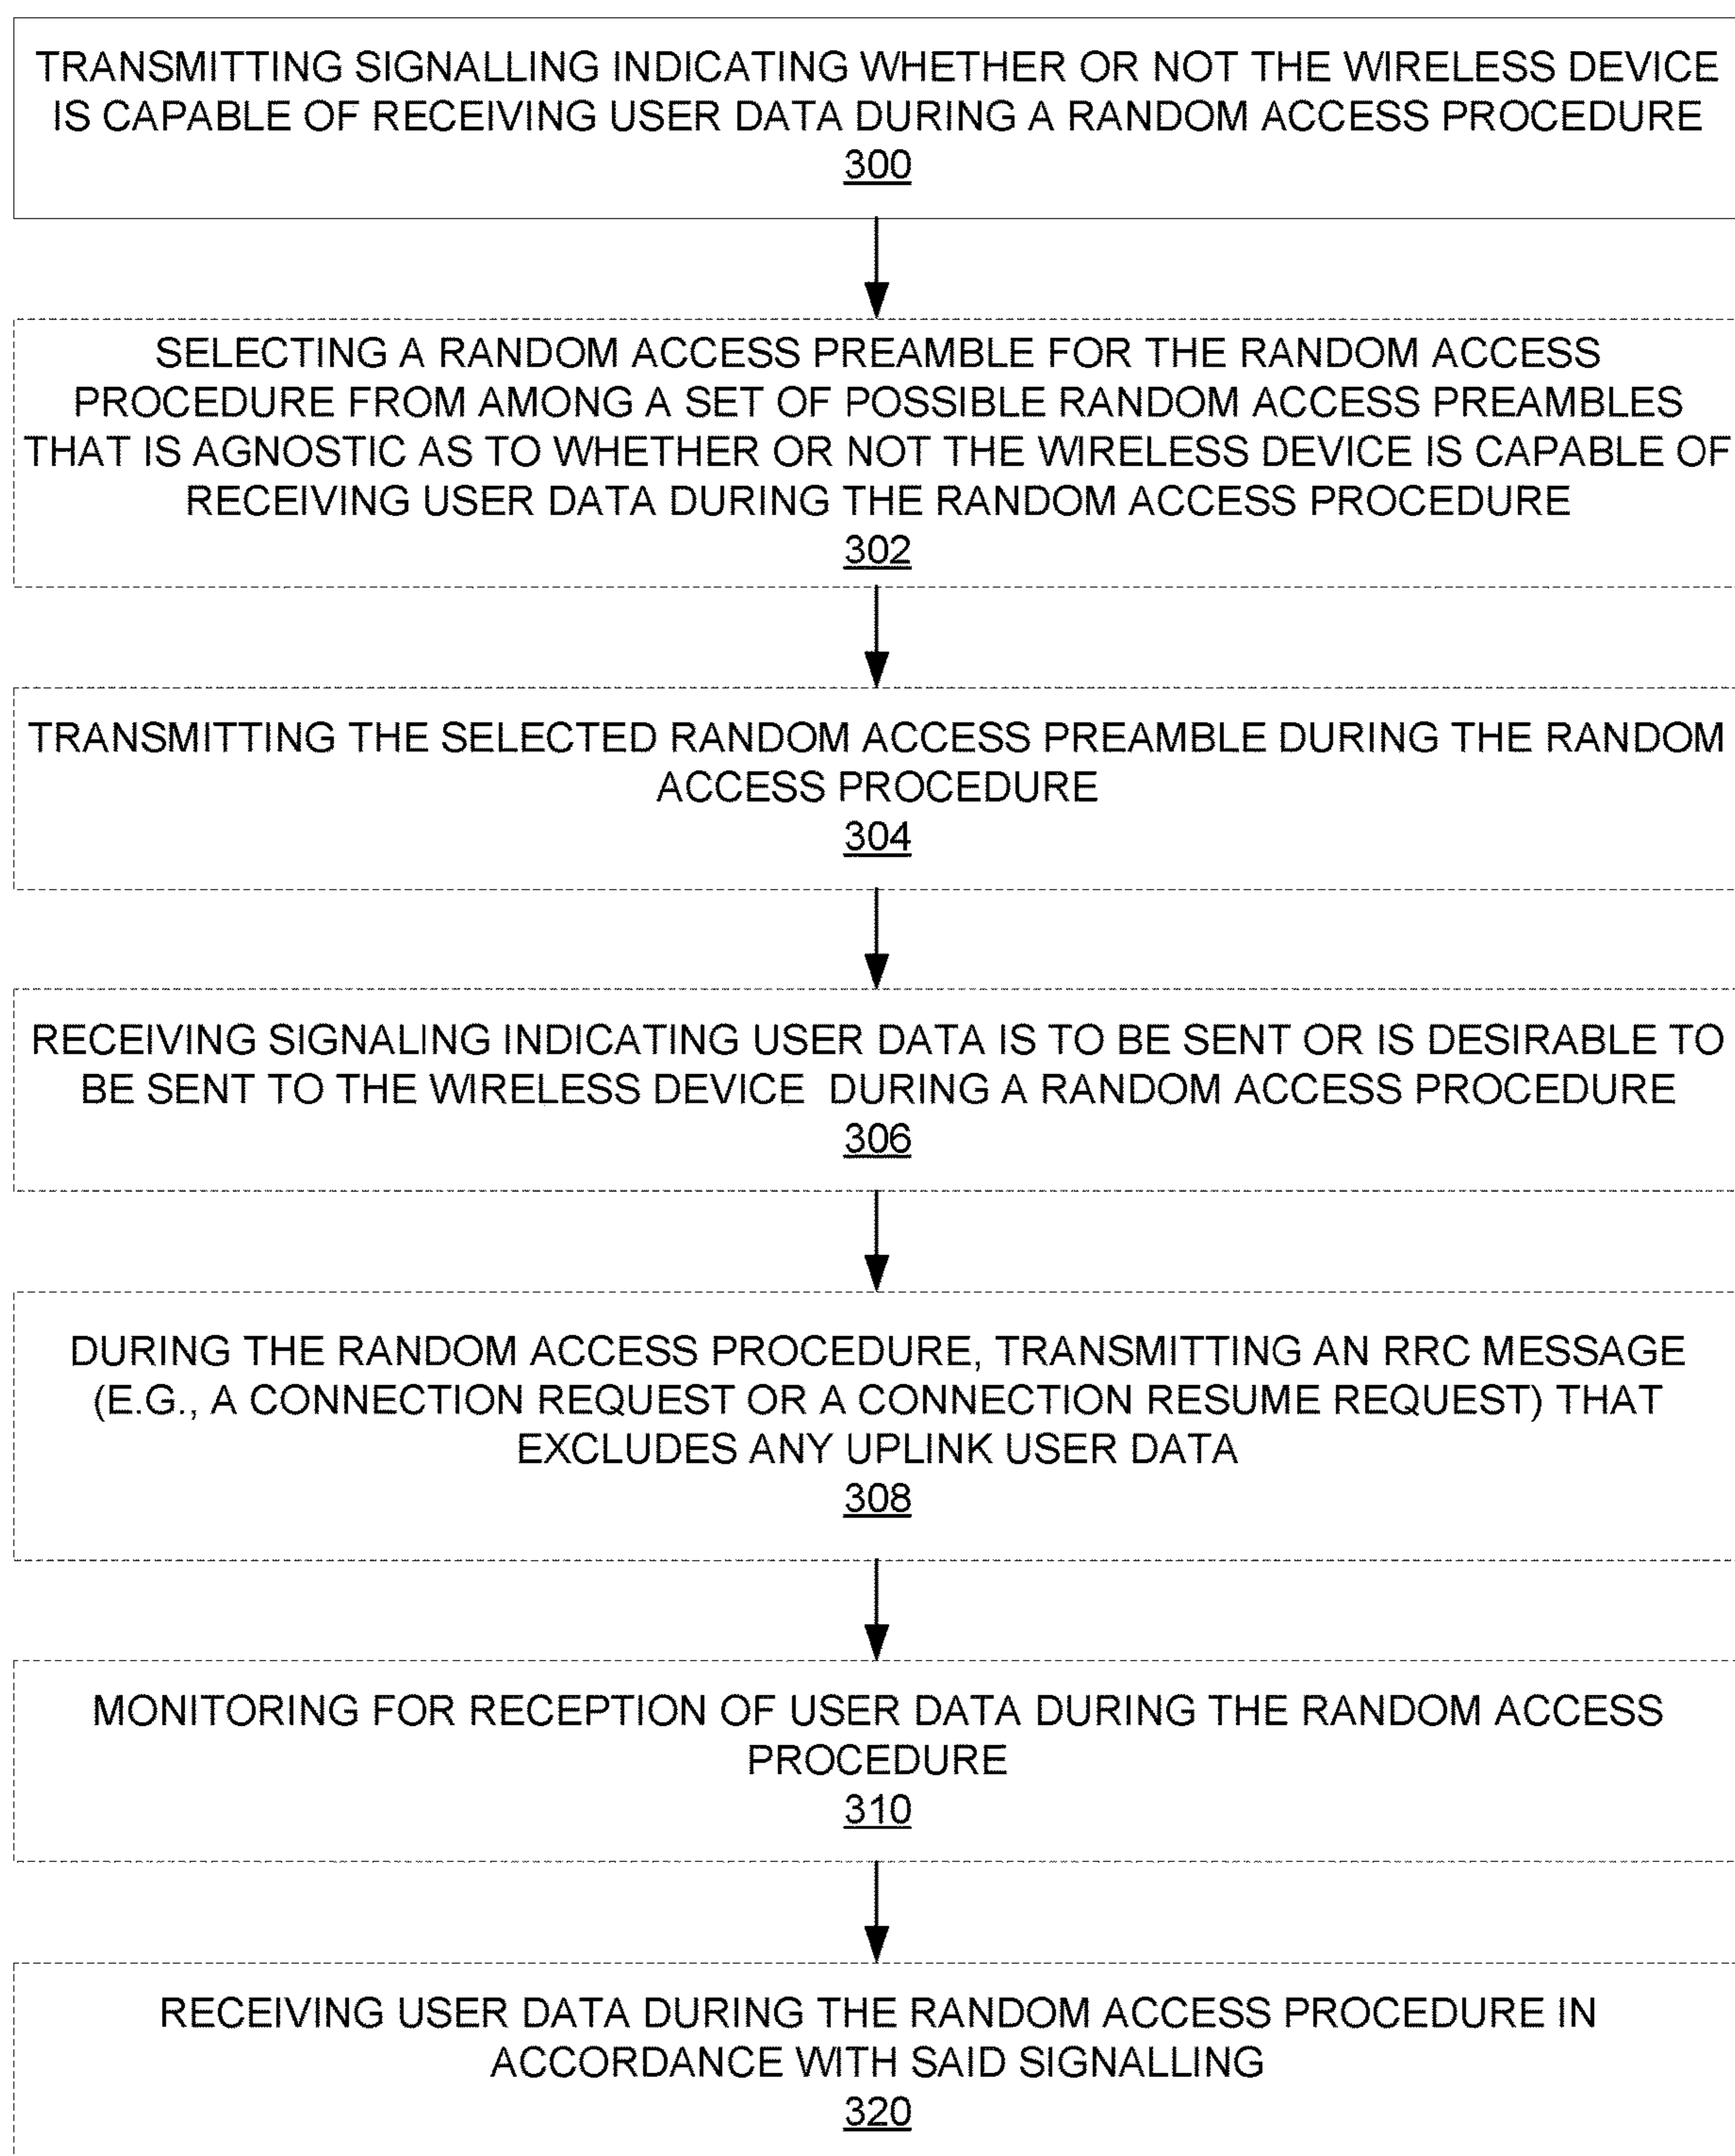 TRANSMITTING SIGNALLING INDICATING WHETHER OR NOT THE WIRELESS DEVICE
IS CAPABLE OF RECEIVING USER DATA DURING A RANDOM ACCESS PROCEDURE
300
SELECTING A RANDOM ACCESS PREAMBLE FOR THE RANDOM ACCESS
PROCEDURE FROM AMONG A SET OF POSSIBLE RANDOM ACCESS PREAMBLES
THAT IS AGNOSTIC AS TO WHETHER OR NOT THE WIRELESS DEVICE IS CAPABLE OF
RECEIVING USER DATA DURING THE RANDOM ACCESS PROCEDURE
302
TRANSMITTING THE SELECTED RANDOM ACCESS PREAMBLE DURING THE RANDOM
ACCESS PROCEDURE
304
RECEIVING SIGNALING INDICATING USER DATA IS TO BE SENT OR IS DESIRABLE TO
BE SENT TO THE WIRELESS DEVICE DURING A RANDOM ACCESS PROCEDURE
306
DURING THE RANDOM ACCESS PROCEDURE, TRANSMITTING AN RRC MESSAGE
(E.G., A CONNECTION REQUEST OR A CONNECTION RESUME REQUEST) THAT
EXCLUDES ANY UPLINK USER DATA
308
MONITORING FOR RECEPTION OF USER DATA DURING THE RANDOM ACCESS
PROCEDURE
310
RECEIVING USER DATA DURING THE RANDOM ACCESS PROCEDURE IN
ACCORDANCE WITH SAID SIGNALLING
320